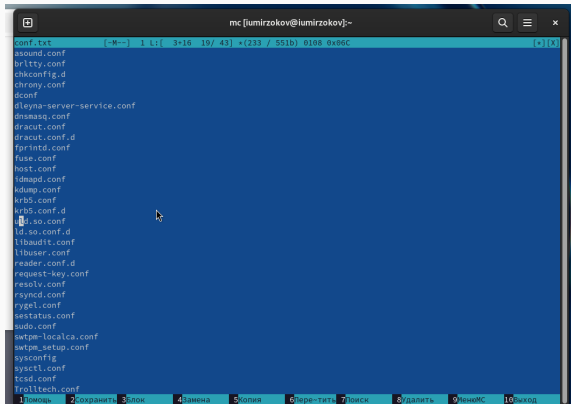 mc [iumirzokov@iumirzokov]:~
conf.txt [-M--] 1 L:[ 3+16 19/ 43] *(233 / 551b) 0108 0x06C [*][X]
asound.conf
brltty.conf
chkconfig.d
chrony.conf
dconf
dleyna-server-service.conf
dnsmasq.conf
dracut.conf
dracut.conf.d
fprintd.conf
fuse.conf
host.conf
idmapd.conf
kdump.conf
krb5.conf
krb5.conf.d
uld.so.conf
ld.so.conf.d
libaudit.conf
libuser.conf
reader.conf.d
request-key.conf
resolv.conf
rsyncd.conf
rygel.conf
sestatus.conf
sudo.conf
swtpm-localca.conf
swtpm_setup.conf
sysconfig
sysctl.conf
tcsd.conf
Trolltech.conf
1Помощь 2Сохранить 3Блок 4Замена 5Копия 6Пере~тить 7Поиск 8Удалить 9МенюMC 10Выход